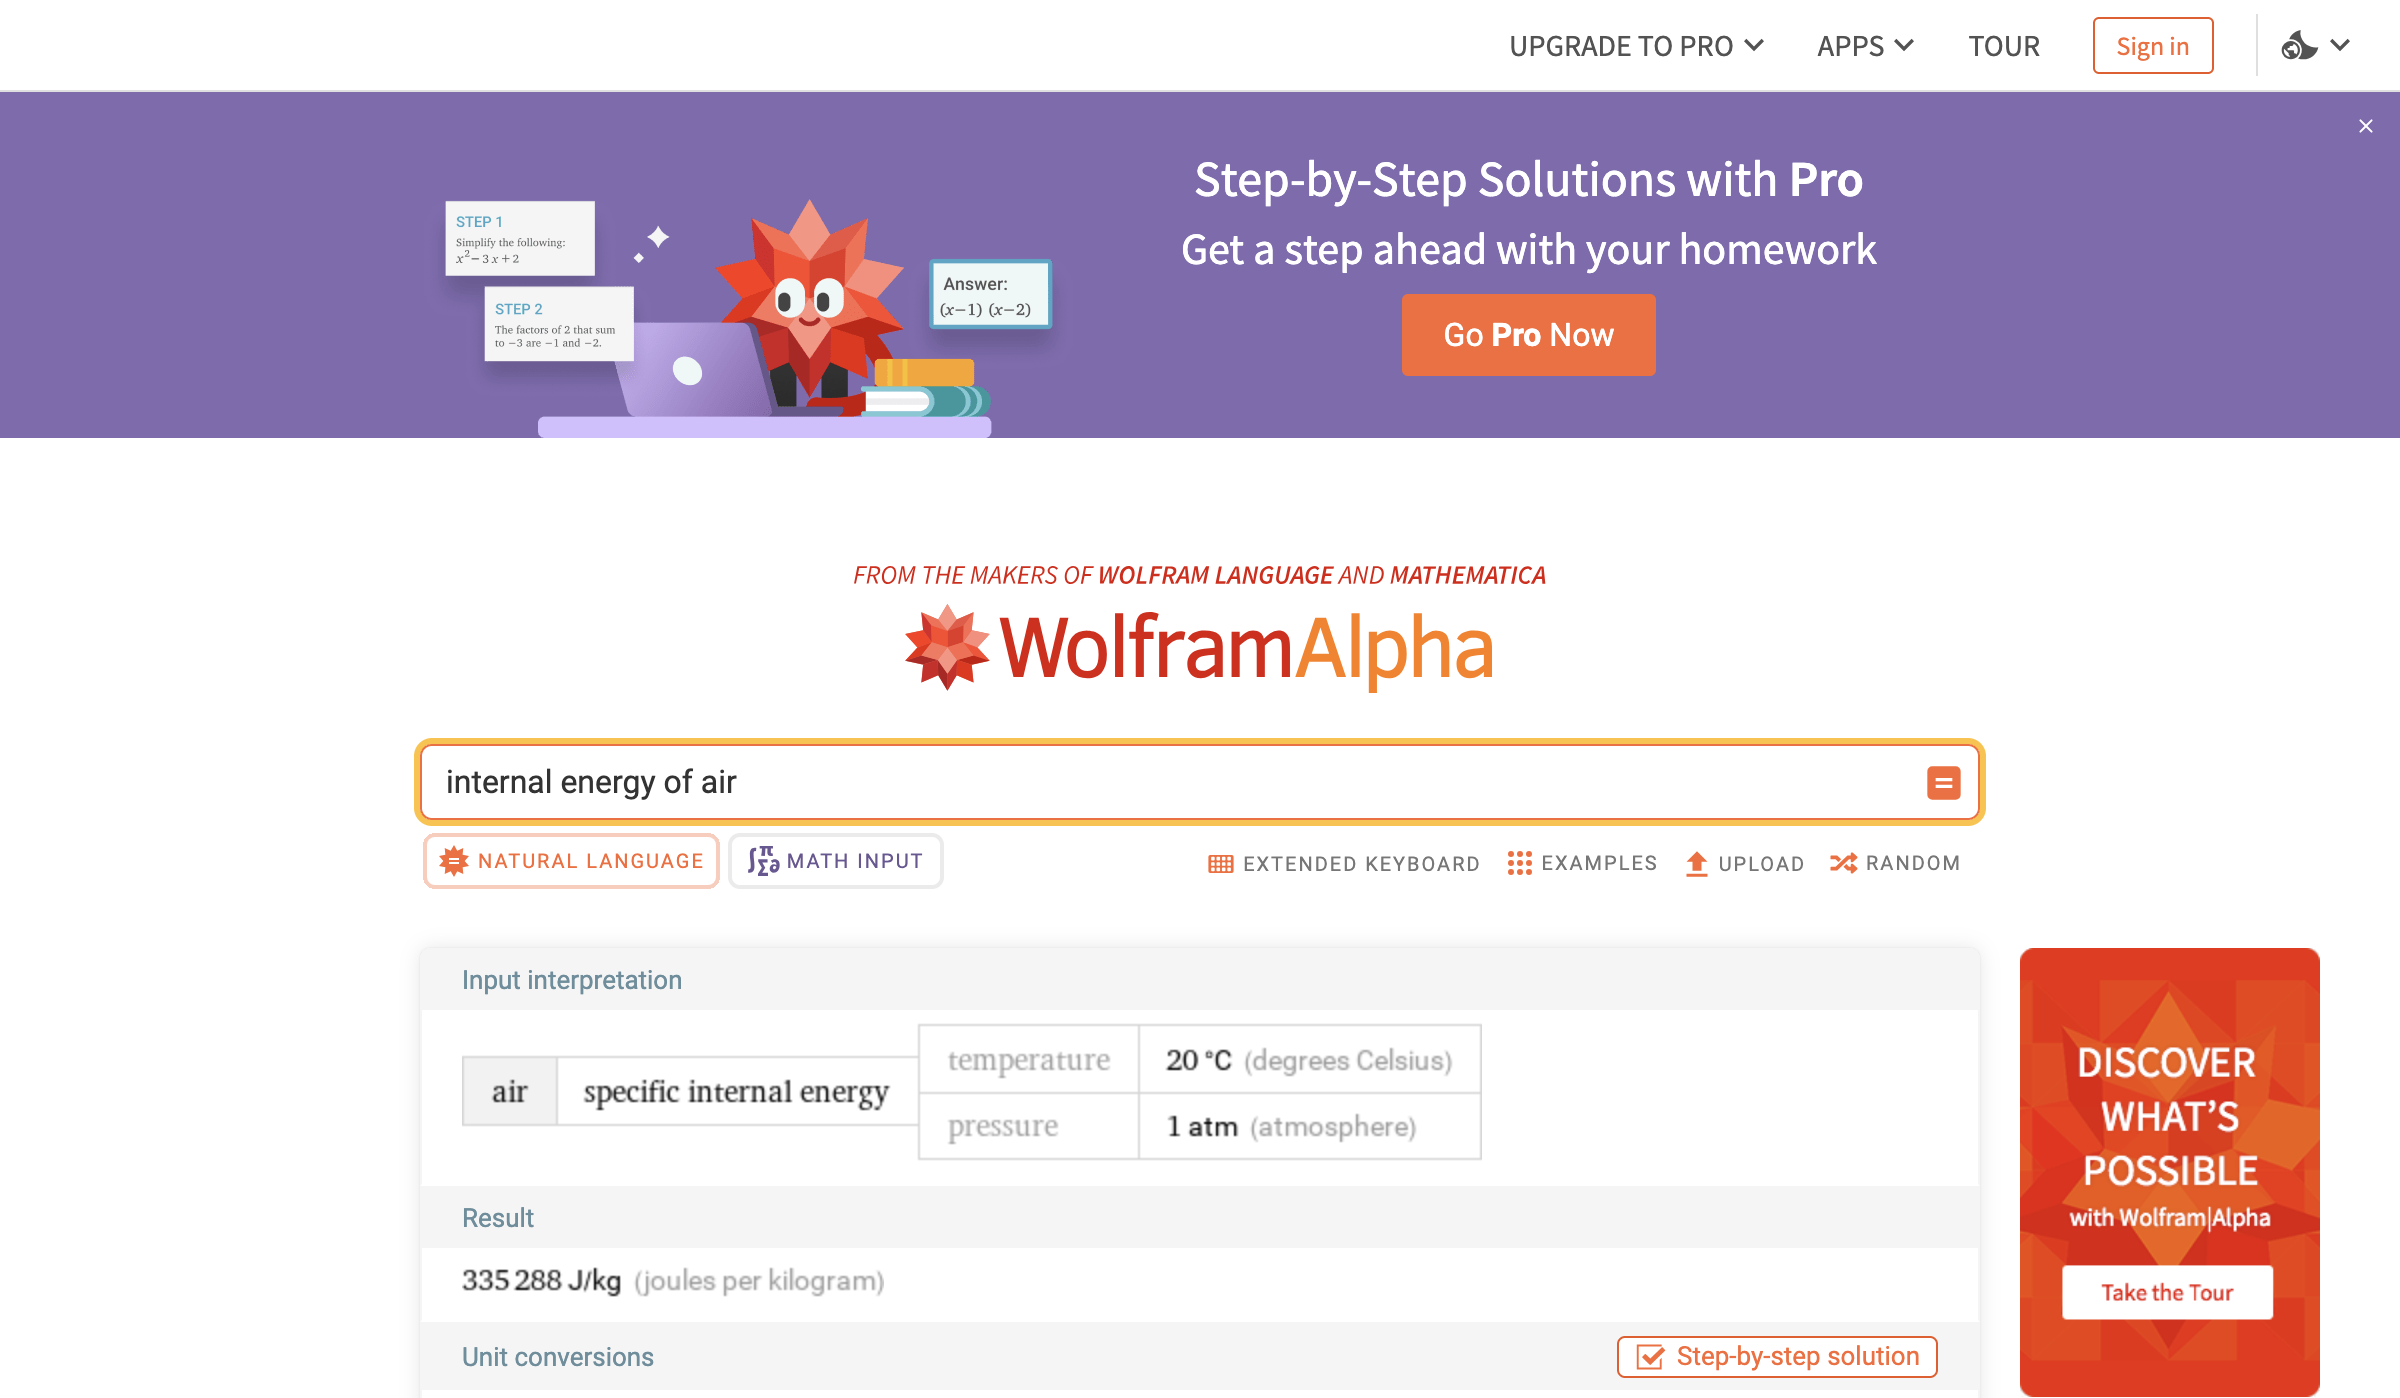 UPGRADE TO PRO APPS TOUR Sign in
Step-by-Step Solutions with Pro
Get a step ahead with your homework
Go Pro Now
STEP 1
Simplify the following:
x² − 3 x + 2
STEP 2
The factors of 2 that sum
to −3 are −1 and −2.
Answer:
(x−1) (x−2)
FROM THE MAKERS OF WOLFRAM LANGUAGE AND MATHEMATICA
WolframAlpha
internal energy of air
=
NATURAL LANGUAGE ∫π Σ∂ MATH INPUT EXTENDED KEYBOARD EXAMPLES UPLOAD RANDOM
Input interpretation
air specific internal energy
temperature 20 °C (degrees Celsius)
pressure 1 atm (atmosphere)
Result
335 288 J/kg (joules per kilogram)
Unit conversions Step-by-step solution
DISCOVER
WHAT'S
POSSIBLE
with Wolfram|Alpha
Take the Tour